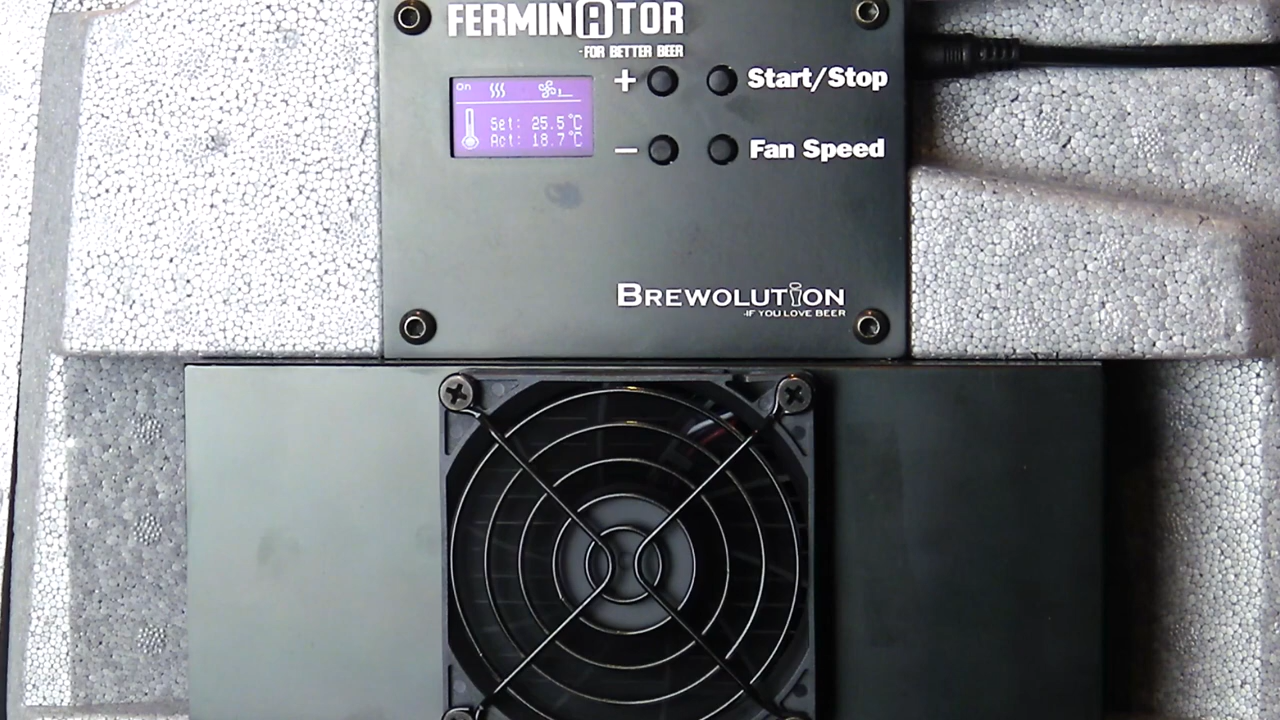 FERMINATOR
-FOR BETTER BEER
+ Start/Stop
On
Set: 25.5°C
Act: 18.7°C
- Fan Speed
BREWOLUTION
-IF YOU LOVE BEER